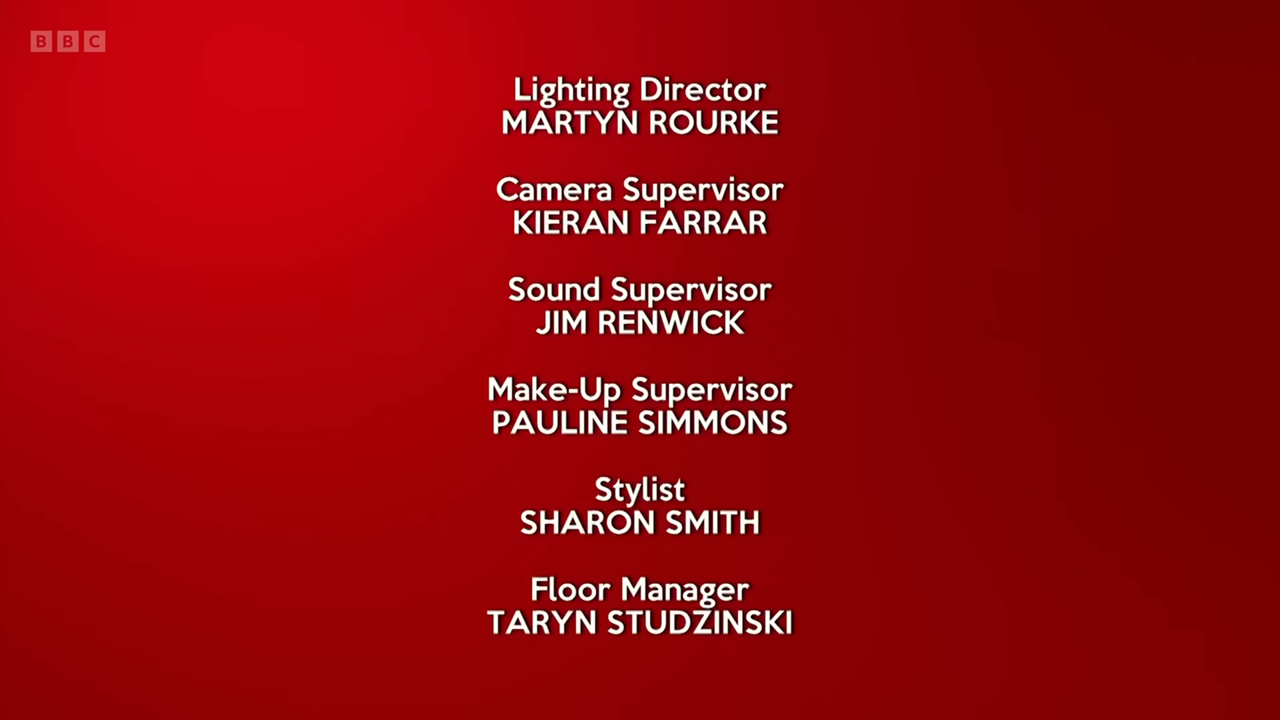 BBC
Lighting Director
MARTYN ROURKE
Camera Supervisor
KIERAN FARRAR
Sound Supervisor
JIM RENWICK
Make-Up Supervisor
PAULINE SIMMONS
Stylist
SHARON SMITH
Floor Manager
TARYN STUDZINSKI